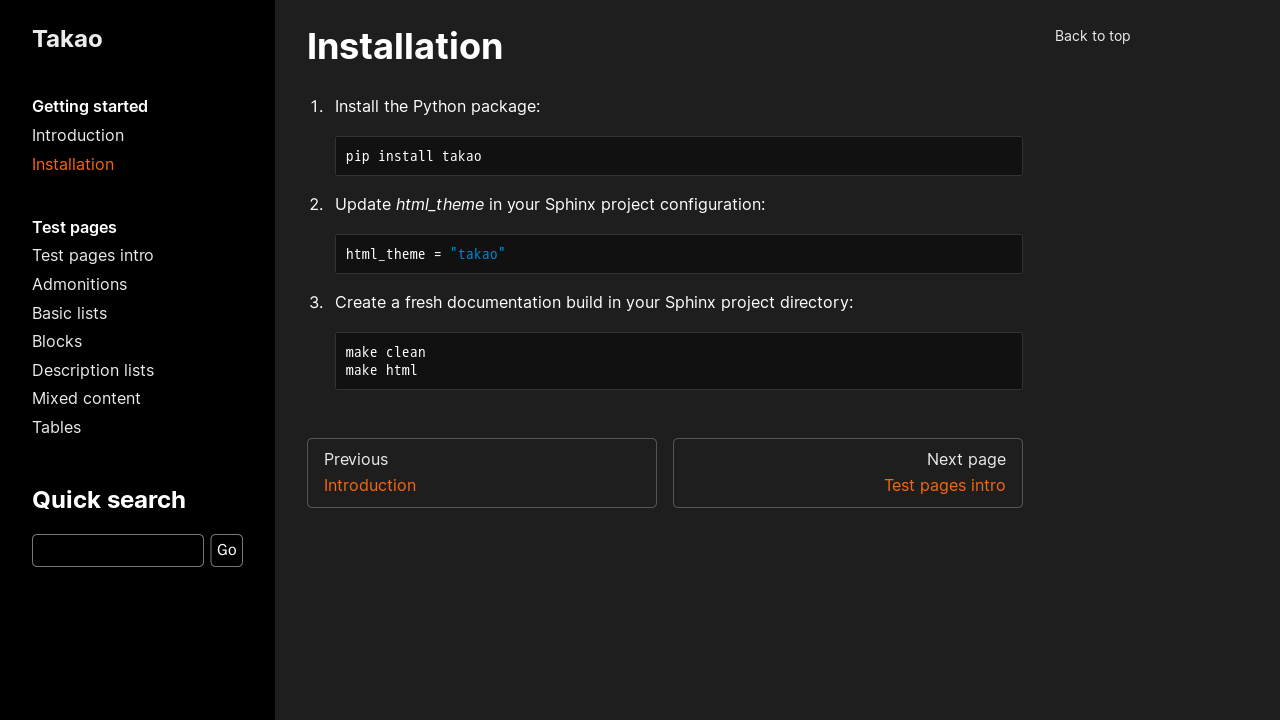 Takao
Getting started
Introduction
Installation
Test pages
Test pages intro
Admonitions
Basic lists
Blocks
Description lists
Mixed content
Tables
Quick search
Go
Installation
1. Install the Python package:
pip install takao
2. Update html_theme in your Sphinx project configuration:
html_theme = "takao"
3. Create a fresh documentation build in your Sphinx project directory:
make clean
make html
Previous
Introduction
Next page
Test pages intro
Back to top